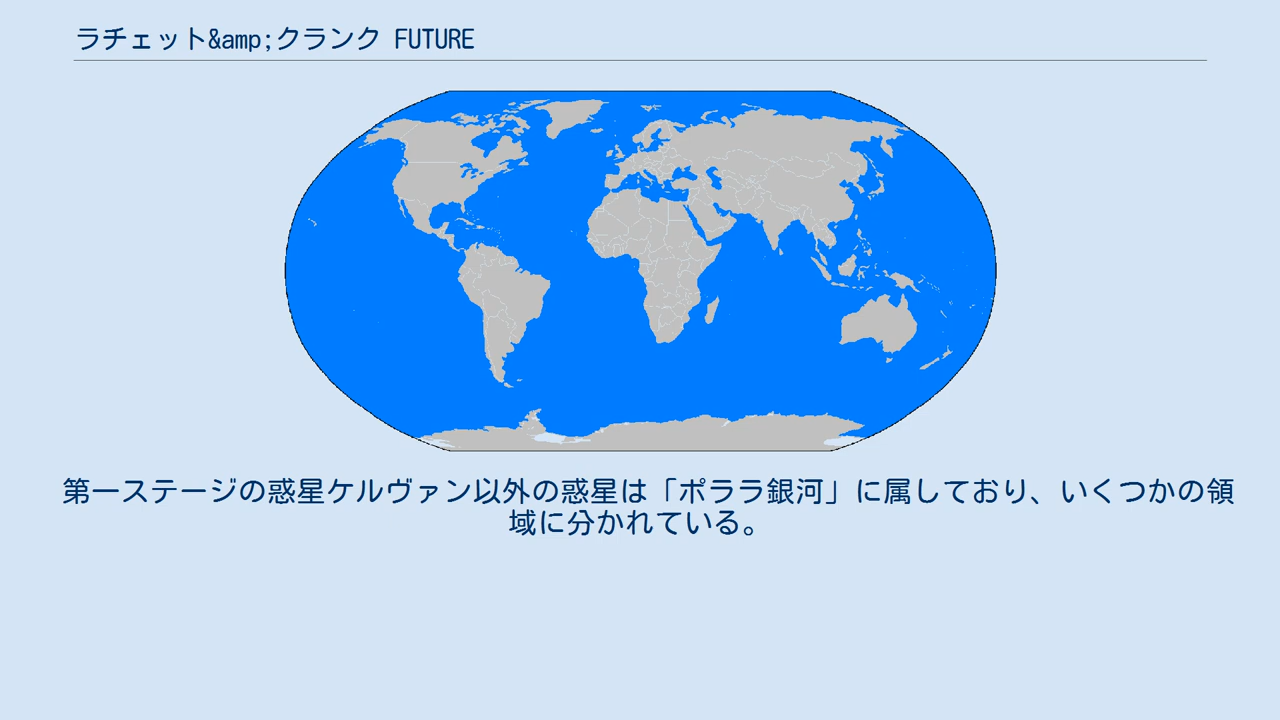 ラチェット&amp;クランク FUTURE
第一ステージの惑星ケルヴァン以外の惑星は「ポララ銀河」に属しており、いくつかの領
域に分かれている。